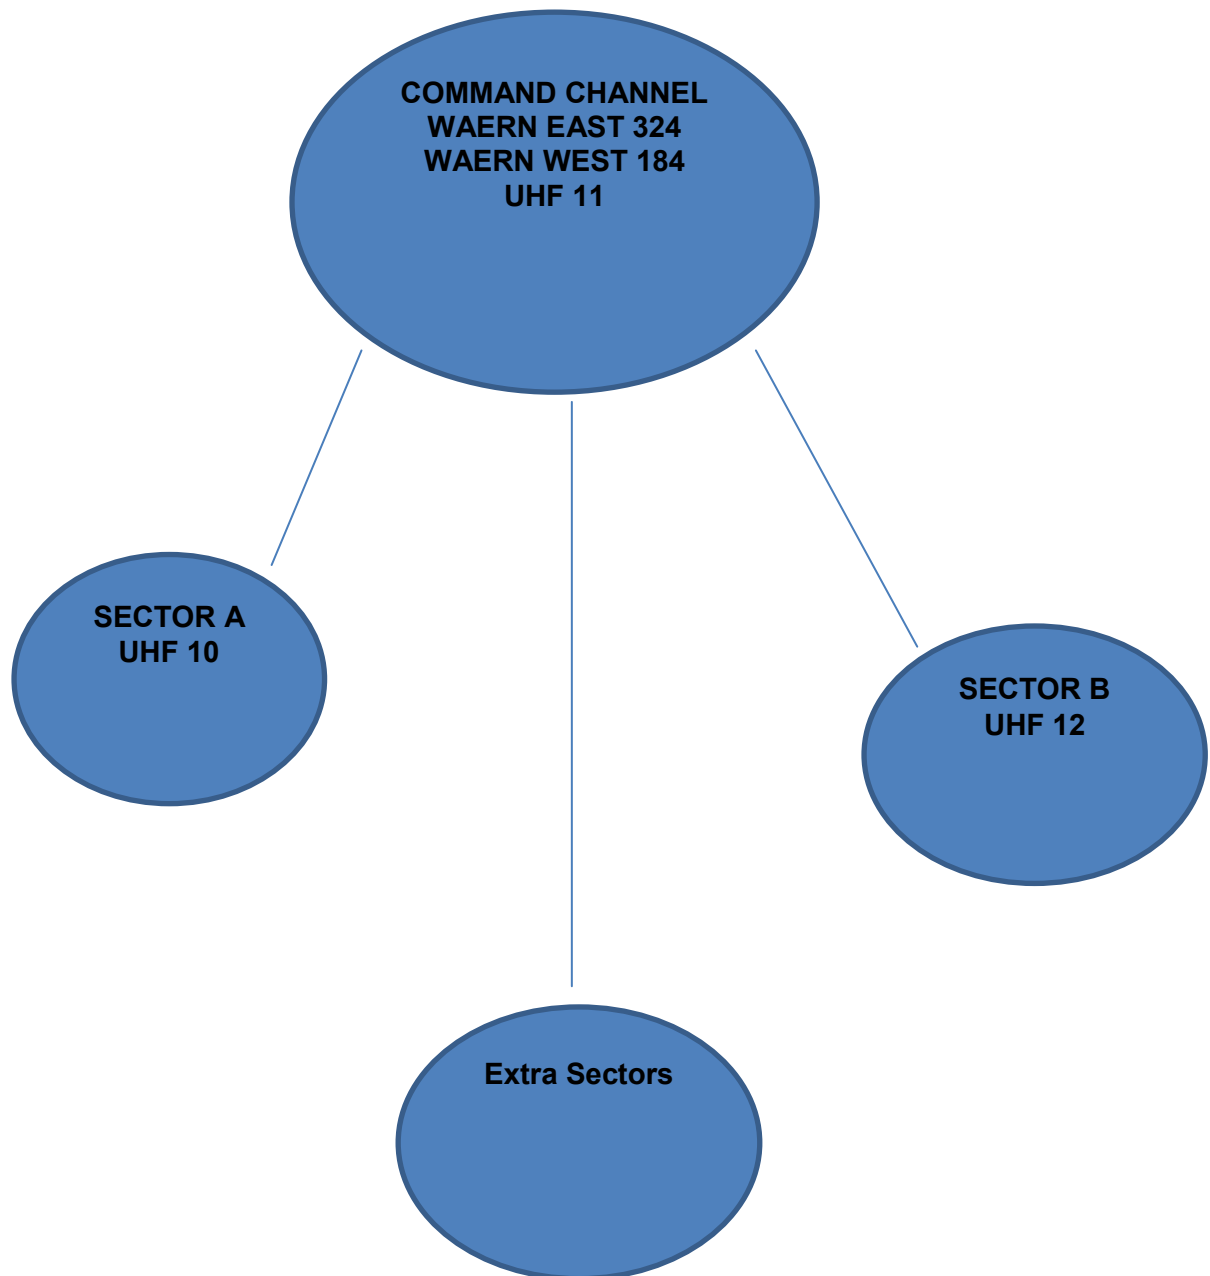 COMMAND CHANNEL
WAERN EAST 324
WAERN WEST 184
UHF 11
SECTOR A
UHF 10
SECTOR B
UHF 12
Extra Sectors